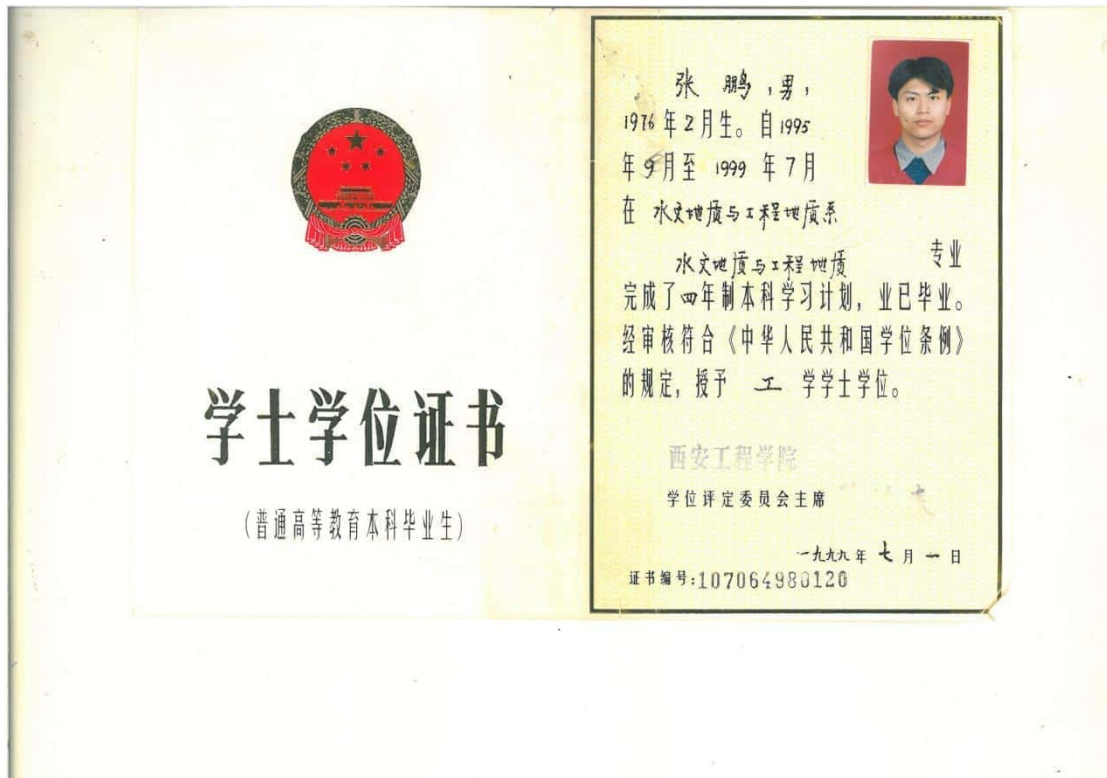 学士学位证书
(普通高等教育本科毕业生)
张 鹏 ,男,
1976年2月生。自1995
年9月至 1999 年7月
在 水文地质与工程地质系
水文地质与工程地质 专业
完成了四年制本科学习计划, 业已毕业。
经审核符合《中华人民共和国学位条例》
的规定, 授予 工 学学士学位。
西安工程学院
学位评定委员会主席
一九九九年 七 月 一 日
证书编号:107064980120